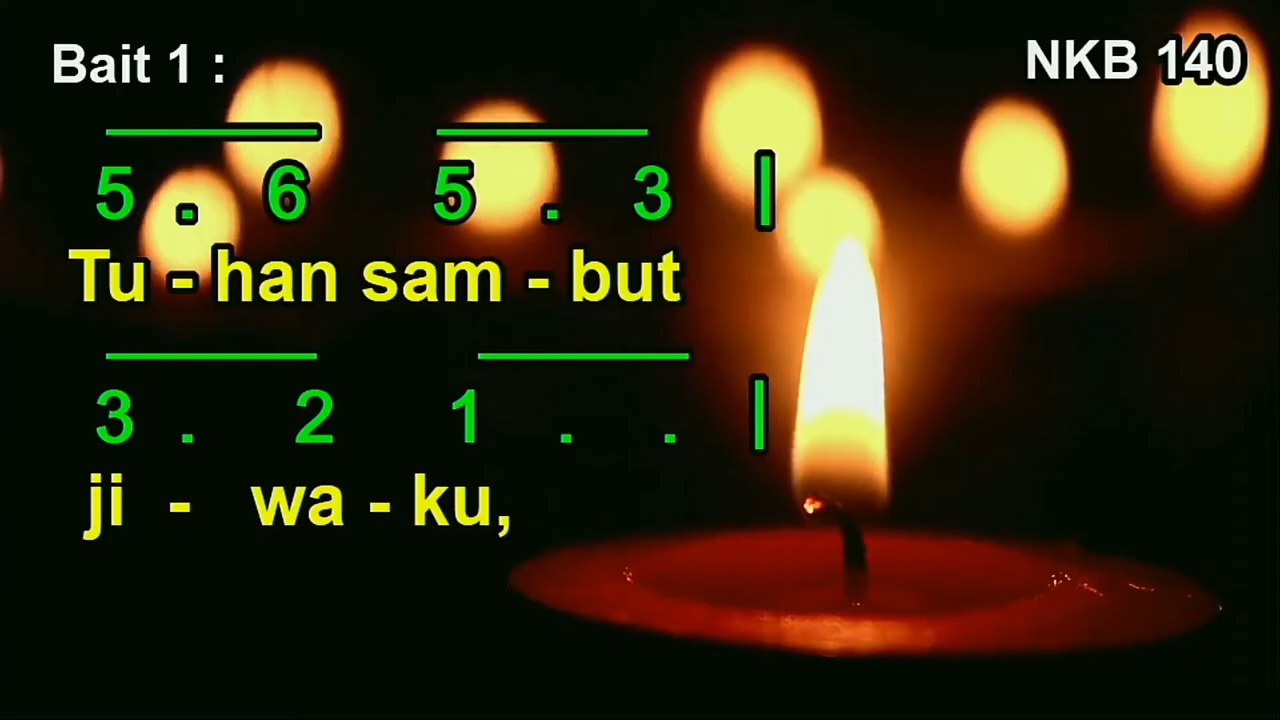 Bait 1 :
NKB 140
5 . 6 5 . 3 |
Tu - han sam - but
3 . 2 1 . . |
ji - wa - ku,